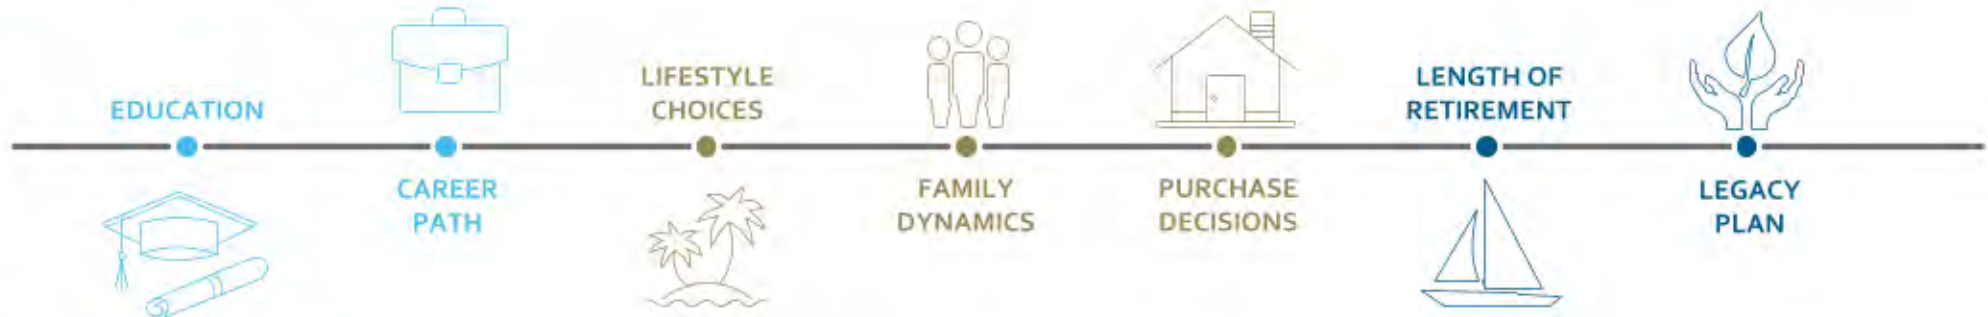 EDUCATION
CAREER
PATH
LIFESTYLE
CHOICES
FAMILY
DYNAMICS
PURCHASE
DECISIONS
LENGTH OF
RETIREMENT
LEGACY
PLAN